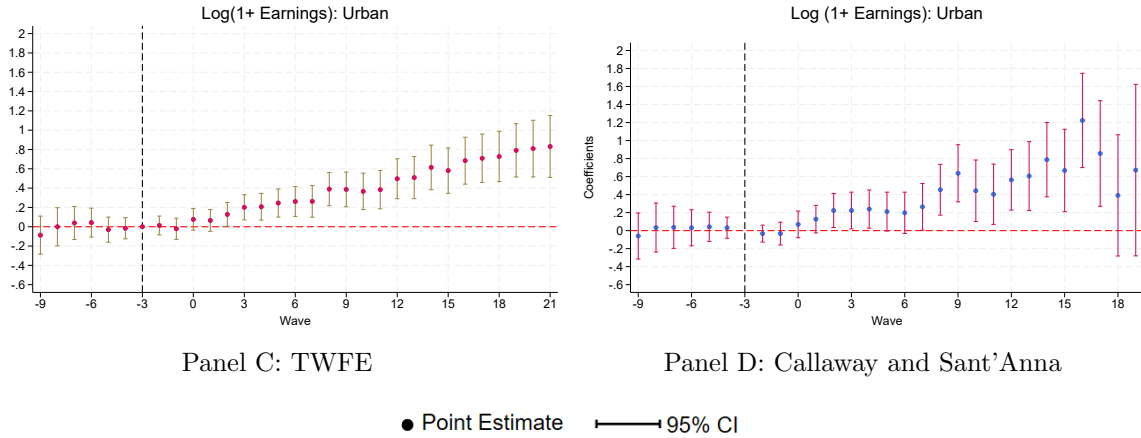 Log(1+ Earnings): Urban
2
1.8
1.6
1.4
1.2
1
.8
.6
.4
.2
0
-.2
-.4
-.6
-9 -6 -3 0 3 6 9 12 15 18 21
Wave
Panel C: TWFE
Log (1+ Earnings): Urban
Coefficients
2
1.8
1.6
1.4
1.2
1
.8
.6
.4
.2
0
-.2
-.4
-.6
-9 -6 -3 0 3 6 9 12 15 18
Wave
Panel D: Callaway and Sant'Anna
Point Estimate 95% CI